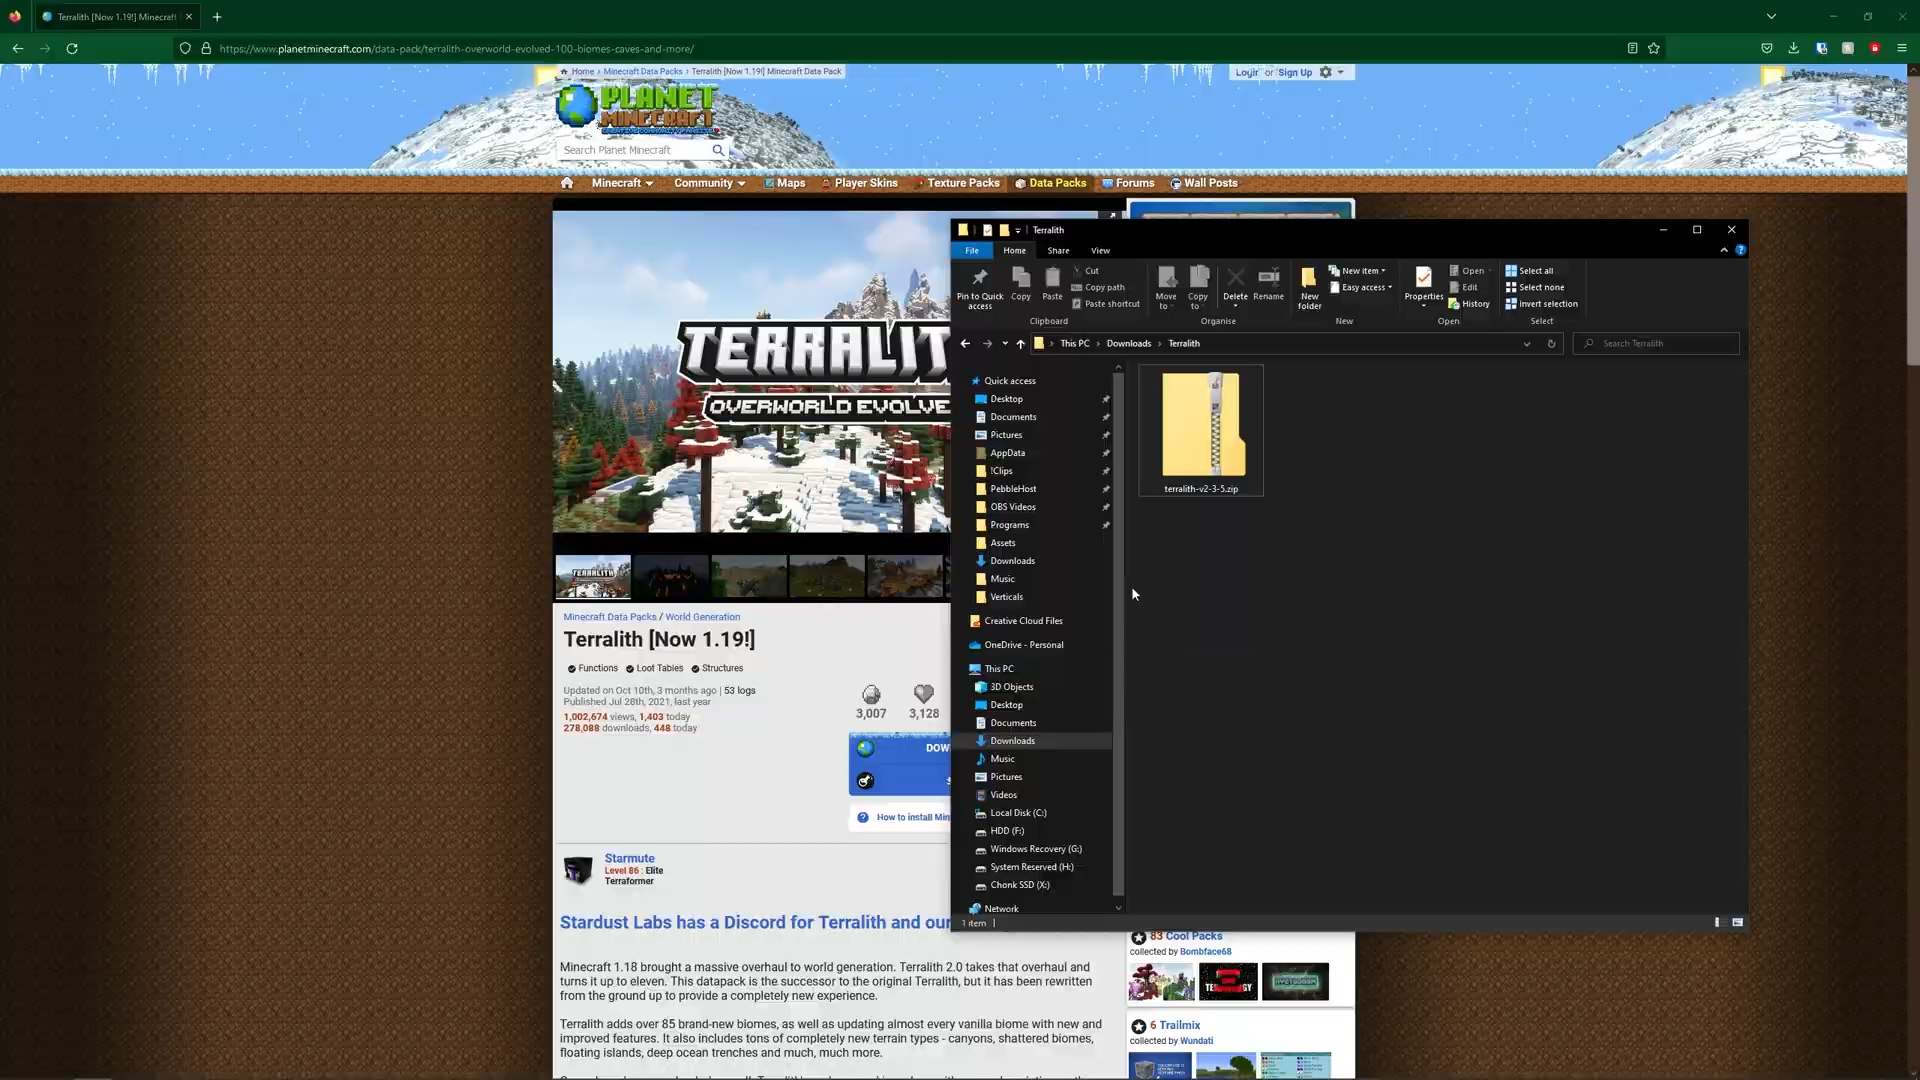 Terralith [Now 1.19!] Minecraft
https://www.planetminecraft.com/data-pack/terralith-overworld-evolved-100-biomes-caves-and-more/
Home › Minecraft Data Packs › Terralith [Now 1.19!] Minecraft Data Pack
Login or Sign Up
PLANET
MINECRAFT
Search Planet Minecraft
Minecraft
Community
Maps
Player Skins
Texture Packs
Data Packs
Forums
Wall Posts
TERRALIT
OVERWORLD EVOLVE
Minecraft Data Packs / World Generation
Terralith [Now 1.19!]
Functions
Loot Tables
Structures
Updated on Oct 10th, 3 months ago | 53 logs
Published Jul 28th, 2021, last year
1,002,674 views, 1,403 today
278,088 downloads, 448 today
3,007
3,128
DOW
How to install Min
Starmute
Level 86 : Elite
Terraformer
Stardust Labs has a Discord for Terralith and our
Minecraft 1.18 brought a massive overhaul to world generation. Terralith 2.0 takes that overhaul and
turns it up to eleven. This datapack is the successor to the original Terralith, but it has been rewritten
from the ground up to provide a completely new experience.
Terralith adds over 85 brand-new biomes, as well as updating almost every vanilla biome with new and
improved features. It also includes tons of completely new terrain types - canyons, shattered biomes,
floating islands, deep ocean trenches and much, much more.
Terralith
File
Home
Share
View
Pin to Quick
access
Copy
Paste
Cut
Copy path
Paste shortcut
Clipboard
Move
to
Copy
to
Delete
Rename
Organise
New
folder
New item
Easy access
New
Properties
Open
Edit
History
Open
Select all
Select none
Invert selection
Select
This PC
Downloads
Terralith
Search Terralith
Quick access
Desktop
Documents
Pictures
AppData
!Clips
PebbleHost
OBS Videos
Programs
Assets
Downloads
Music
Verticals
Creative Cloud Files
OneDrive - Personal
This PC
3D Objects
Desktop
Documents
Downloads
Music
Pictures
Videos
Local Disk (C:)
HDD (F:)
Windows Recovery (G:)
System Reserved (H:)
Chonk SSD (X:)
Network
terralith-v2-3-5.zip
1 item
83 Cool Packs
collected by Bombface68
6 Trailmix
collected by Wundati